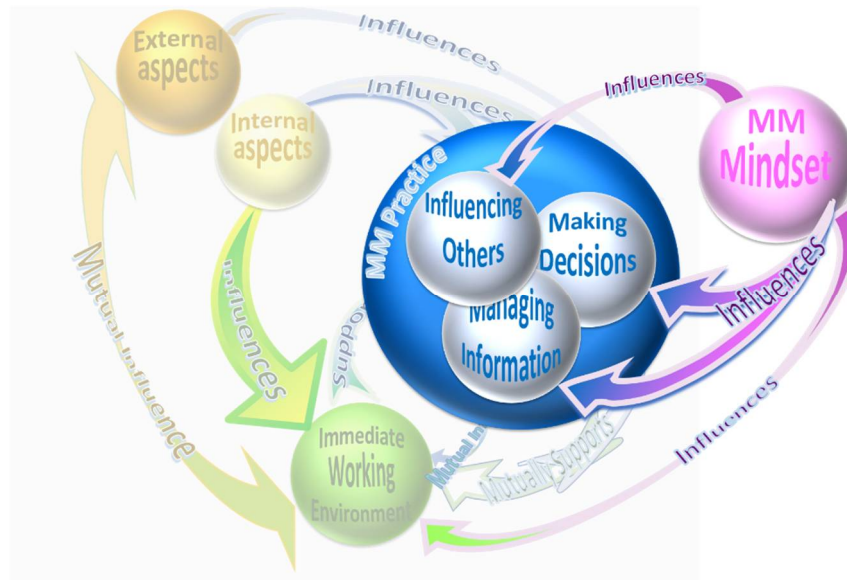 External
aspects
Influences
Internal
aspects
Influences
Influences
MM
Mindset
MM Practice
Influencing
Others
Making
Decisions
Managing
Information
Mutual Influence
Influences
Influences
Immediate
Working
Environment
Mutually Supports
Influences